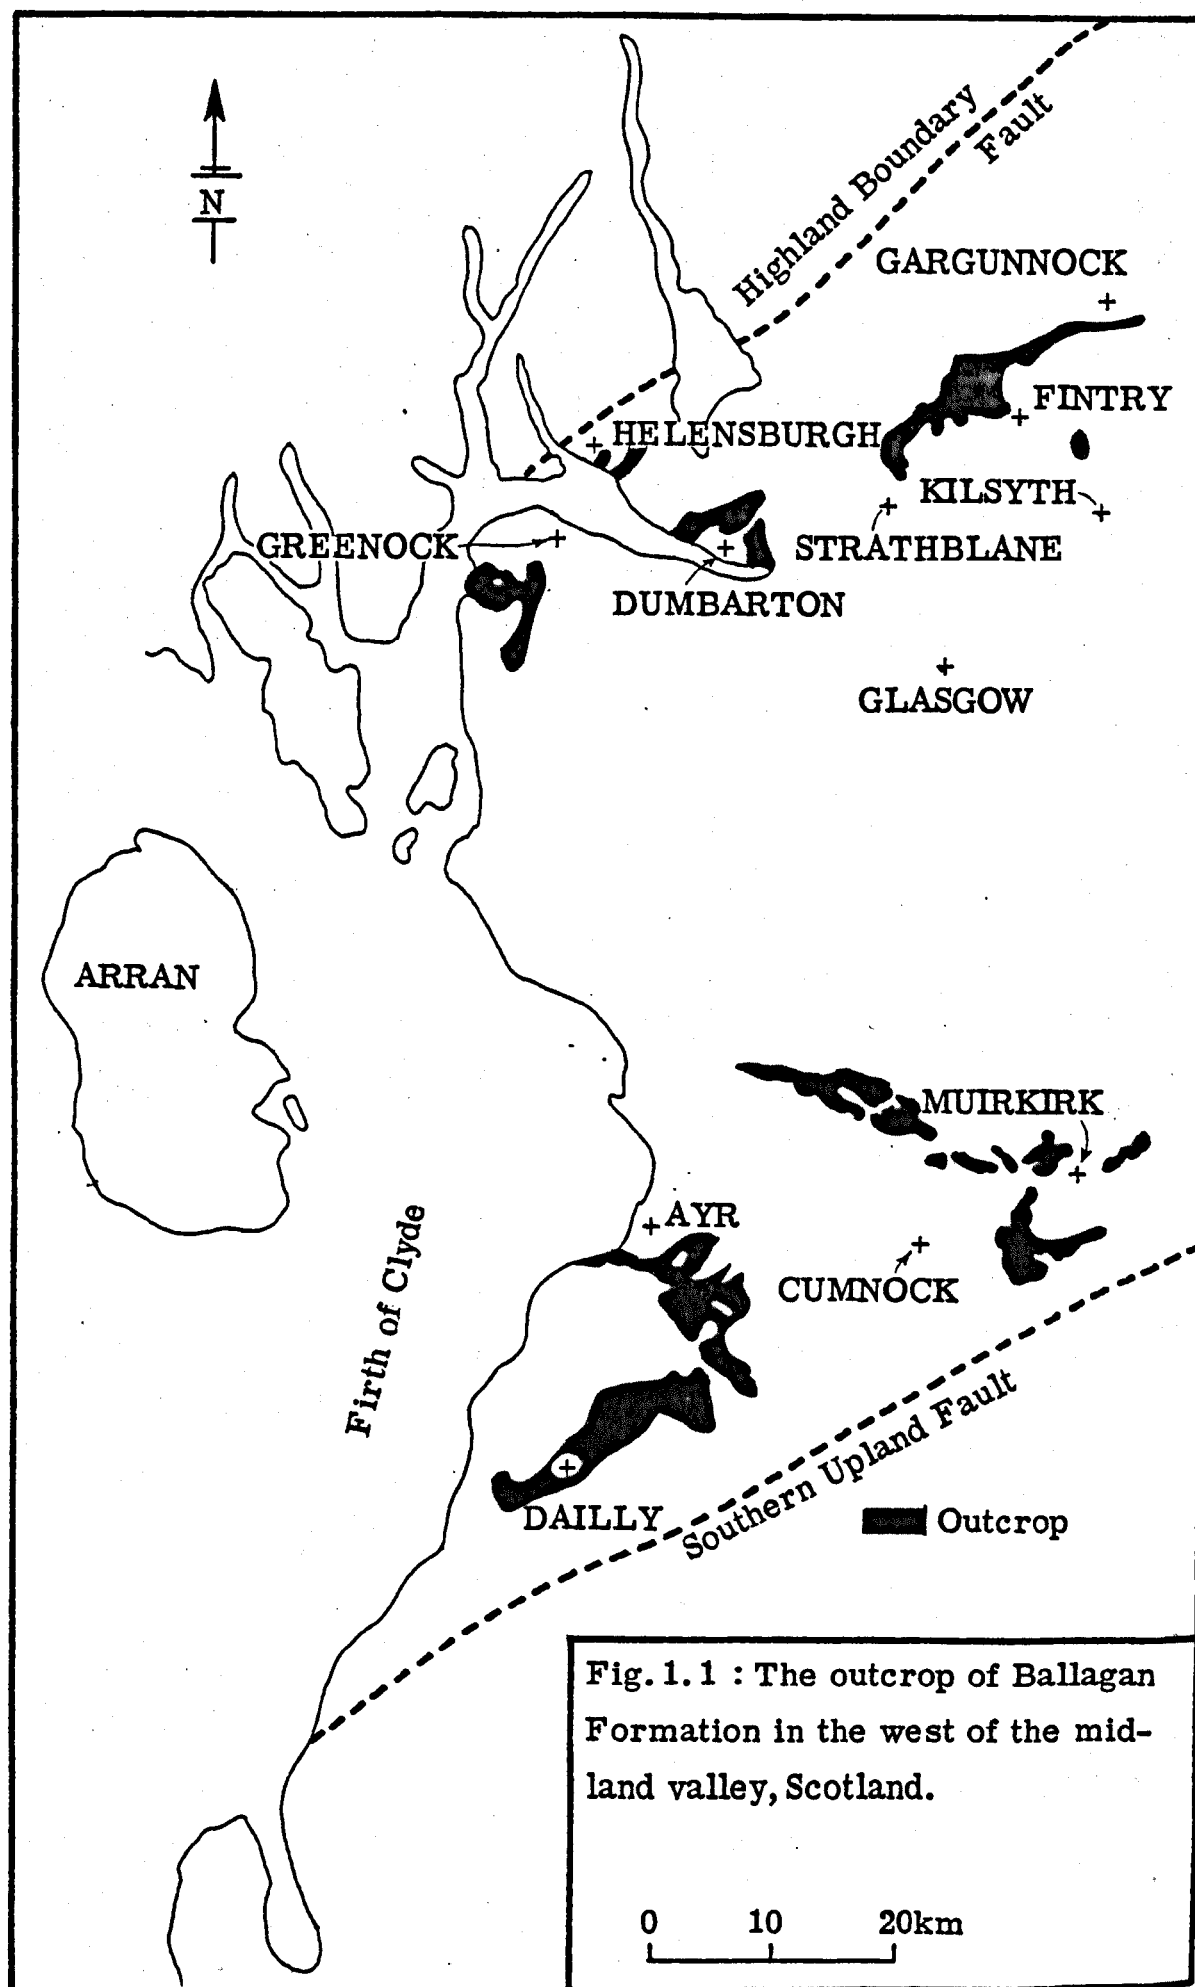 N
Highland Boundary
Fault
GARGUNNOCK
FINTRY
HELENSBURGH
KILSYTH
GREENOCK
STRATHBLANE
DUMBARTON
GLASGOW
ARRAN
MUIRKIRK
AYR
Firth of Clyde
CUMNOCK
Southern Upland Fault
DAILLY
Outcrop
Fig. 1. 1 : The outcrop of Ballagan
Formation in the west of the mid-
land valley, Scotland.
0 10 20km